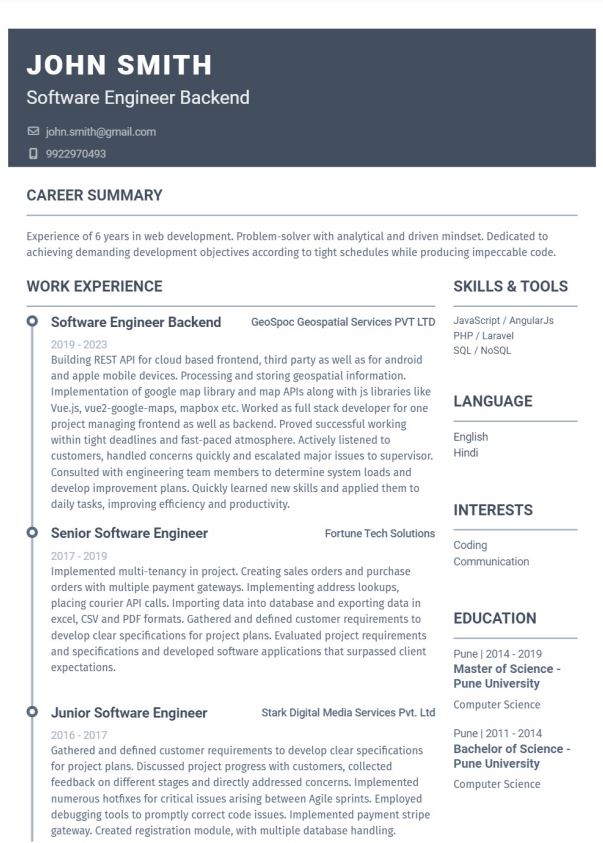 JOHN SMITH
Software Engineer Backend
john.smith@gmail.com
9922970493
CAREER SUMMARY
Experience of 6 years in web development. Problem-solver with analytical and driven mindset. Dedicated to
achieving demanding development objectives according to tight schedules while producing impeccable code.
WORK EXPERIENCE
Software Engineer Backend GeoSpoc Geospatial Services PVT LTD
2019 - 2023
Building REST API for cloud based frontend, third party as well as for android
and apple mobile devices. Processing and storing geospatial information.
Implementation of google map library and map APIs along with js libraries like
Vue.js, vue2-google-maps, mapbox etc. Worked as full stack developer for one
project managing frontend as well as backend. Proved successful working
within tight deadlines and fast-paced atmosphere. Actively listened to
customers, handled concerns quickly and escalated major issues to supervisor.
Consulted with engineering team members to determine system loads and
develop improvement plans. Quickly learned new skills and applied them to
daily tasks, improving efficiency and productivity.
Senior Software Engineer Fortune Tech Solutions
2017 - 2019
Implemented multi-tenancy in project. Creating sales orders and purchase
orders with multiple payment gateways. Implementing address lookups,
placing courier API calls. Importing data into database and exporting data in
excel, CSV and PDF formats. Gathered and defined customer requirements to
develop clear specifications for project plans. Evaluated project requirements
and specifications and developed software applications that surpassed client
expectations.
Junior Software Engineer Stark Digital Media Services Pvt. Ltd
2016 - 2017
Gathered and defined customer requirements to develop clear specifications
for project plans. Discussed project progress with customers, collected
feedback on different stages and directly addressed concerns. Implemented
numerous hotfixes for critical issues arising between Agile sprints. Employed
debugging tools to promptly correct code issues. Implemented payment stripe
gateway. Created registration module, with multiple database handling.
SKILLS & TOOLS
JavaScript / AngularJs
PHP / Laravel
SQL / NoSQL
LANGUAGE
English
Hindi
INTERESTS
Coding
Communication
EDUCATION
Pune | 2014 - 2019
Master of Science -
Pune University
Computer Science
Pune | 2011 - 2014
Bachelor of Science -
Pune University
Computer Science